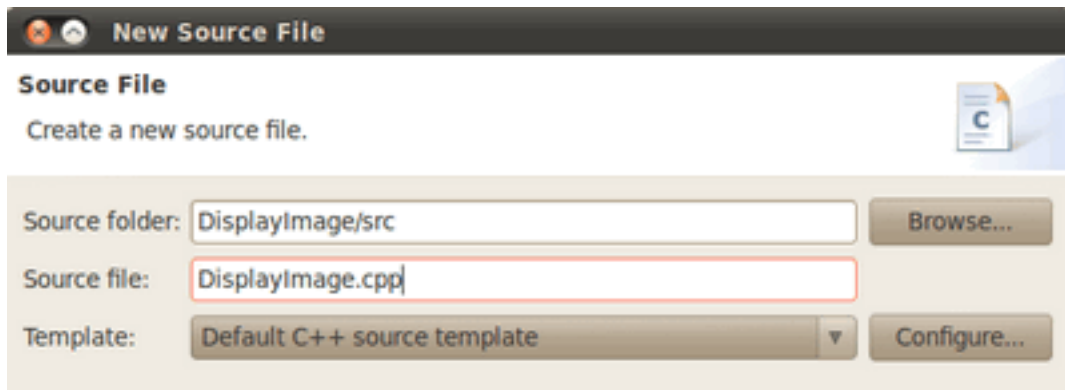 New Source File
Source File
Create a new source file.
C
Source folder: DisplayImage/src Browse...
Source file: DisplayImage.cpp
Template: Default C++ source template Configure...